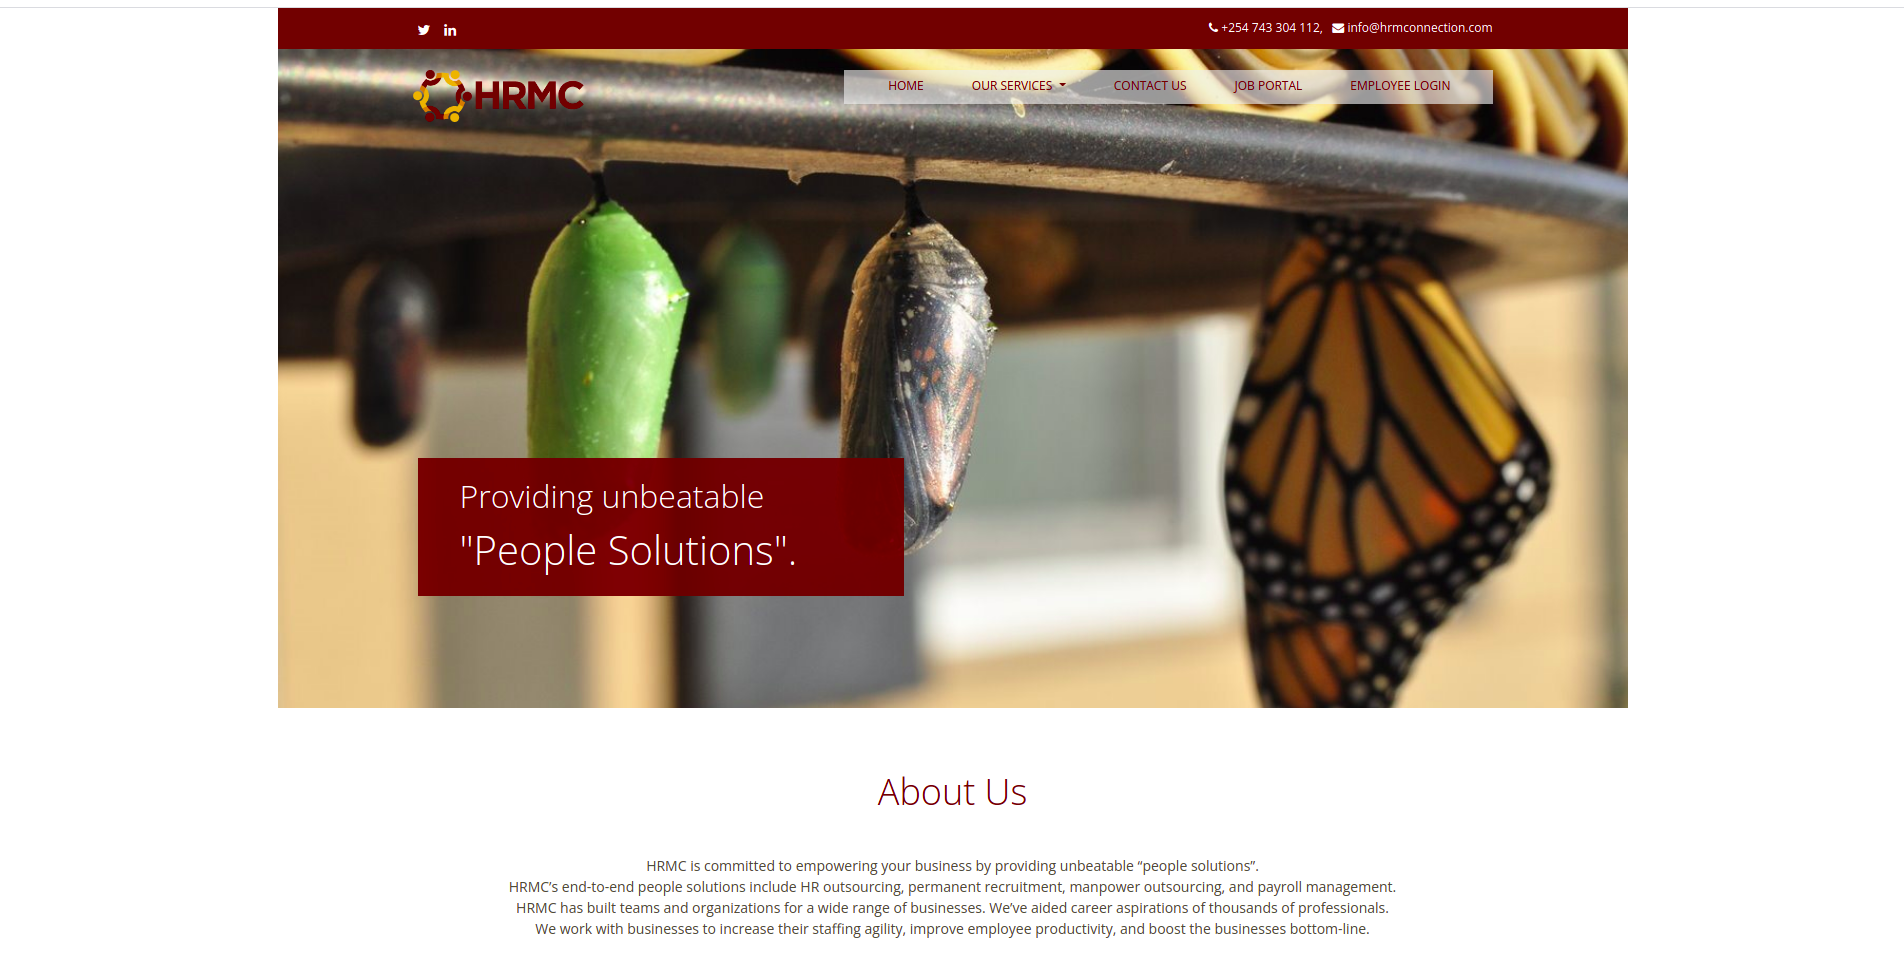 +254 743 304 112, info@hrmconnection.com
HRMC
HOME OUR SERVICES CONTACT US JOB PORTAL EMPLOYEE LOGIN
Providing unbeatable
"People Solutions".
About Us
HRMC is committed to empowering your business by providing unbeatable “people solutions”.
HRMC’s end-to-end people solutions include HR outsourcing, permanent recruitment, manpower outsourcing, and payroll management.
HRMC has built teams and organizations for a wide range of businesses. We’ve aided career aspirations of thousands of professionals.
We work with businesses to increase their staffing agility, improve employee productivity, and boost the businesses bottom-line.